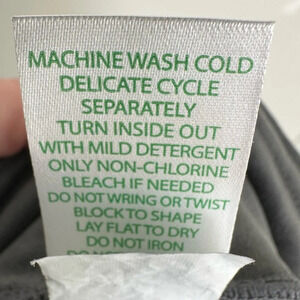 MACHINE WASH COLD
DELICATE CYCLE
SEPARATELY
TURN INSIDE OUT
WITH MILD DETERGENT
ONLY NON-CHLORINE
BLEACH IF NEEDED
DO NOT WRING OR TWIST
BLOCK TO SHAPE
LAY FLAT TO DRY
DO NOT IRON